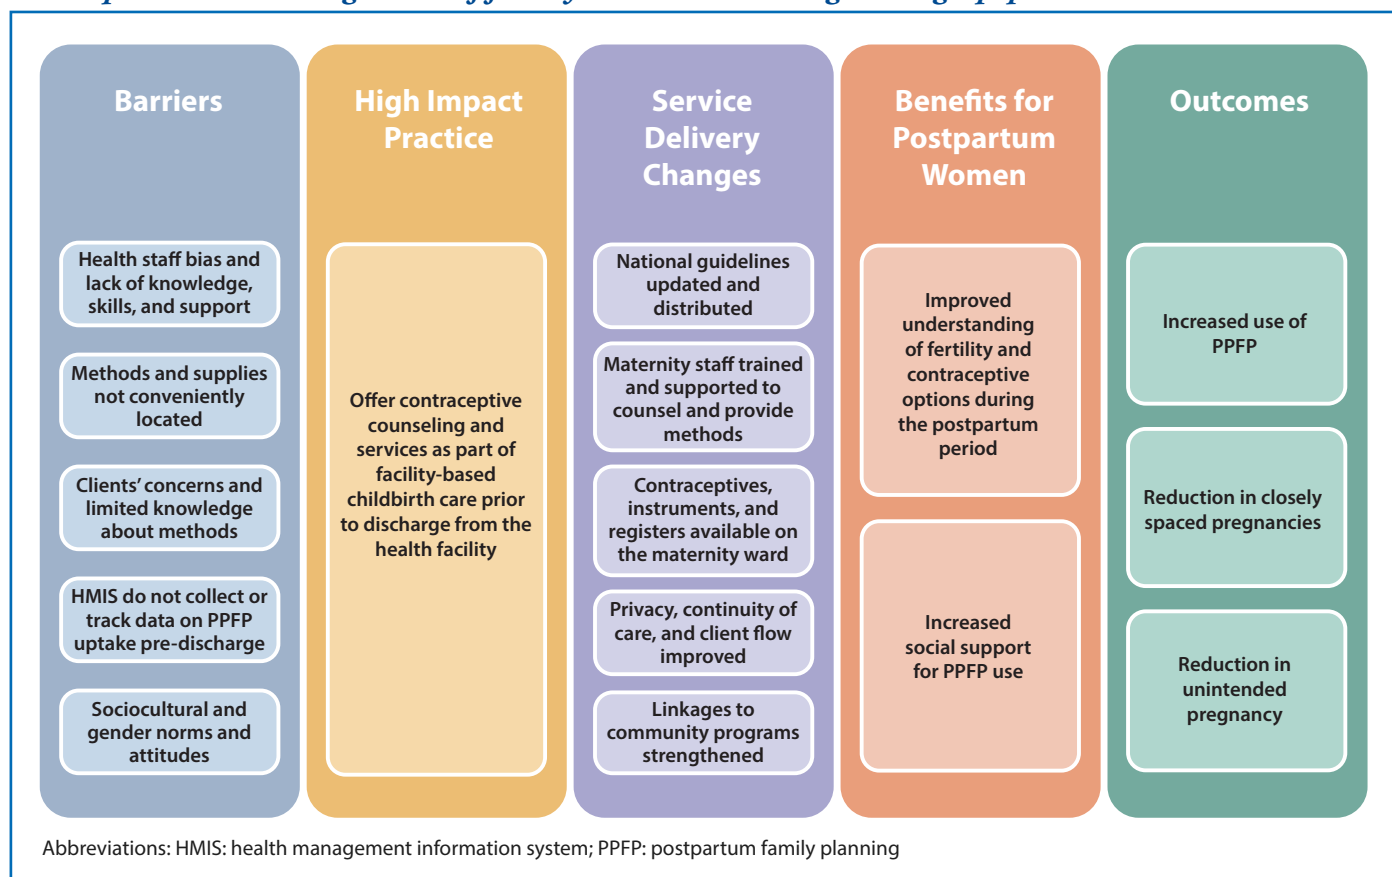 Barriers
Health staff bias and
lack of knowledge,
skills, and support
Methods and supplies
not conveniently
located
Clients’ concerns and
limited knowledge
about methods
HMIS do not collect or
track data on PPFP
uptake pre-discharge
Sociocultural and
gender norms and
attitudes
High Impact
Practice
Offer contraceptive
counseling and
services as part of
facility-based
childbirth care prior
to discharge from the
health facility
Service
Delivery
Changes
National guidelines
updated and
distributed
Maternity staff trained
and supported to
counsel and provide
methods
Contraceptives,
instruments, and
registers available on
the maternity ward
Privacy, continuity of
care, and client flow
improved
Linkages to
community programs
strengthened
Benefits for
Postpartum
Women
Improved
understanding
of fertility and
contraceptive
options during
the postpartum
period
Increased
social support
for PPFP use
Outcomes
Increased use of
PPFP
Reduction in closely
spaced pregnancies
Reduction in
unintended
pregnancy
Abbreviations: HMIS: health management information system; PPFP: postpartum family planning